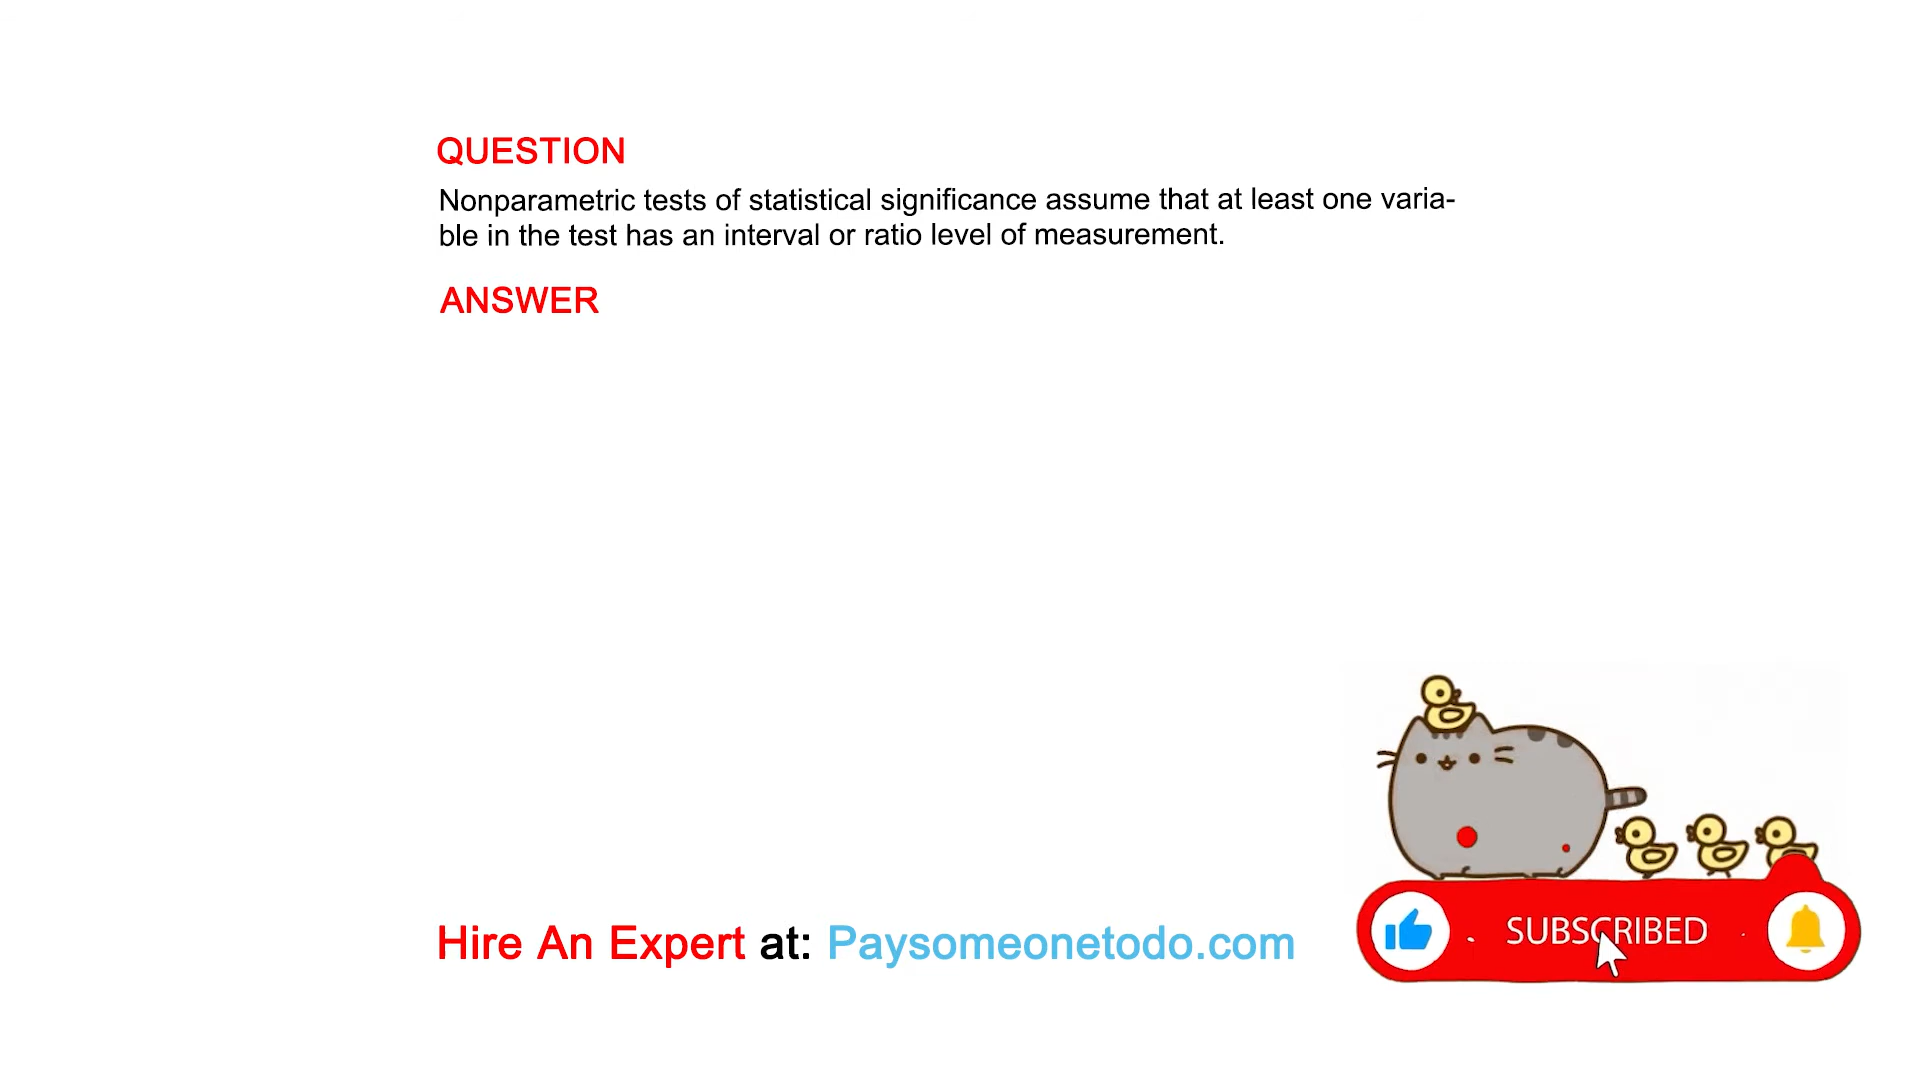 QUESTION
Nonparametric tests of statistical significance assume that at least one varia-
ble in the test has an interval or ratio level of measurement.
ANSWER
Hire An Expert at: Paysomeonetodo.com
SUBSCRIBED